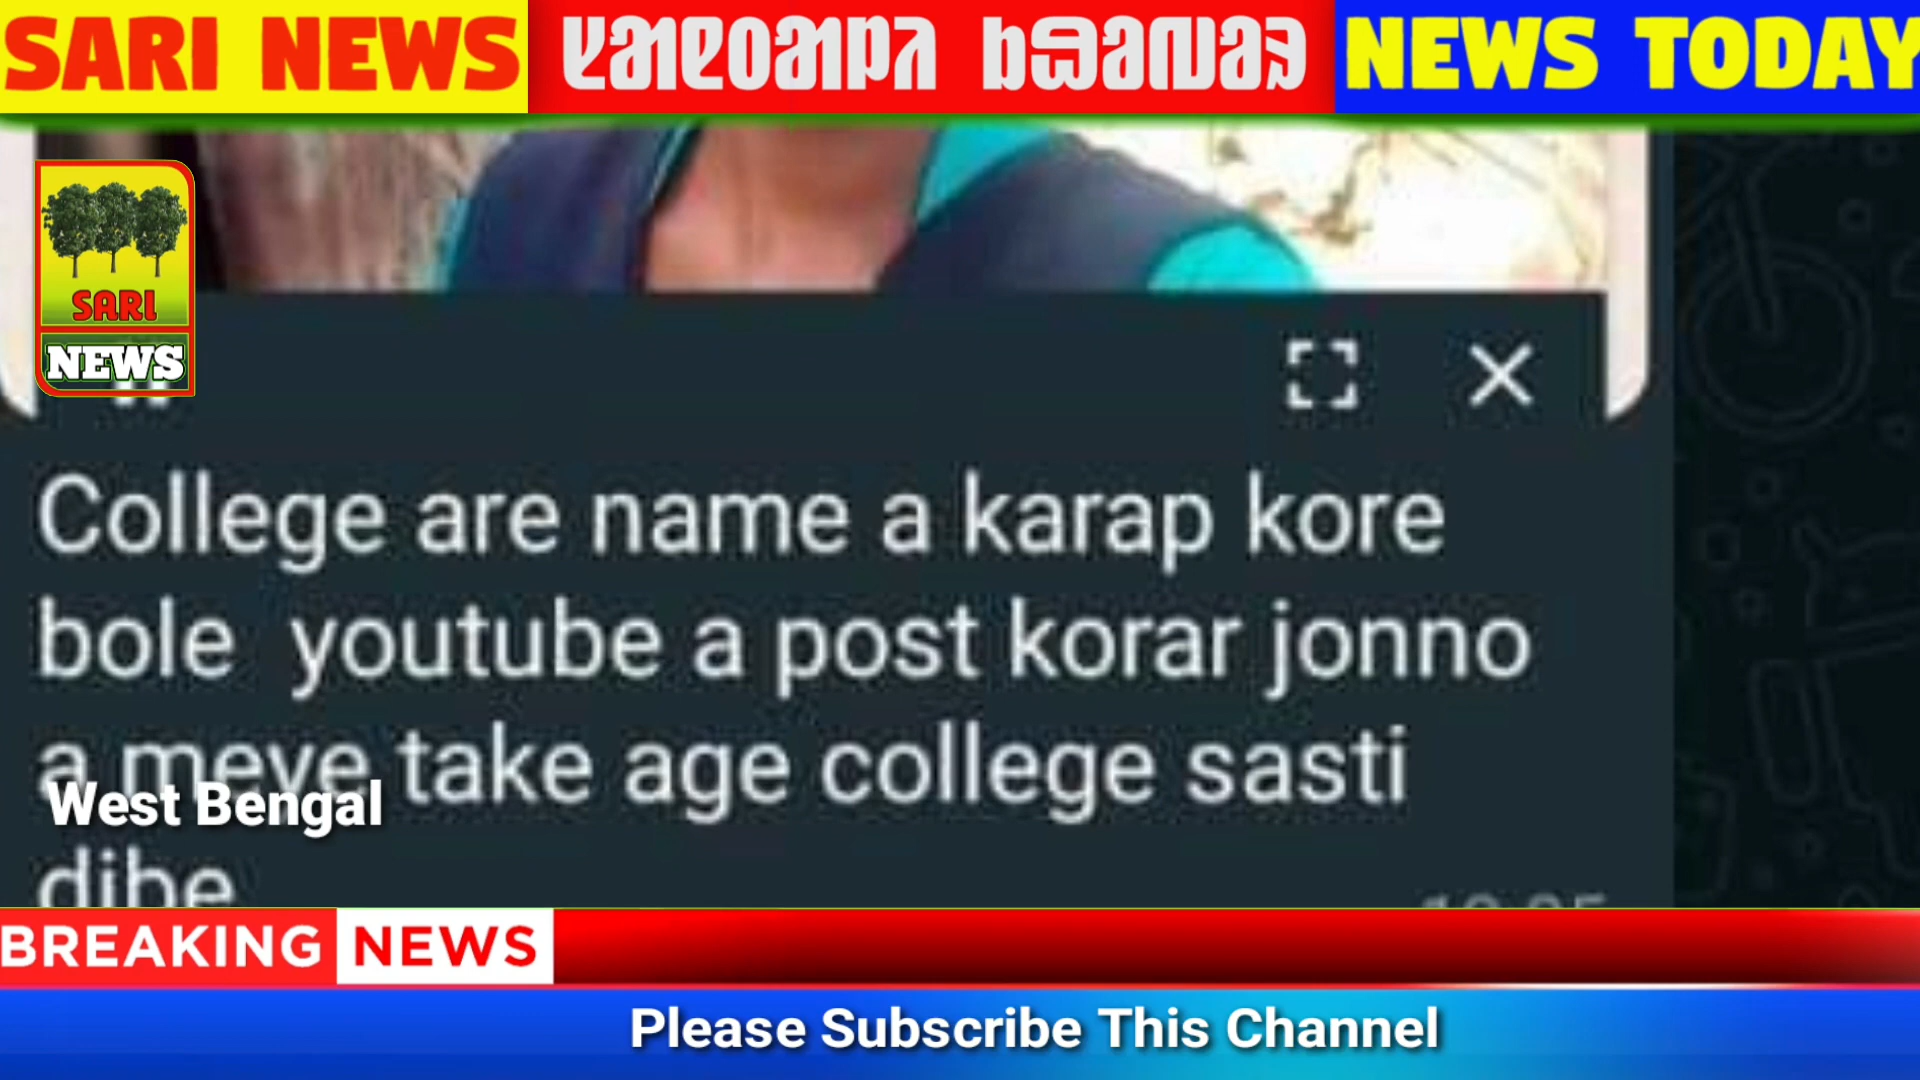 SARI NEWS
NEWS TODAY
SARI
NEWS
College are name a karap kore
bole youtube a post korar jonno
a meye take age college sasti
dibe
West Bengal
BREAKING NEWS
Please Subscribe This Channel